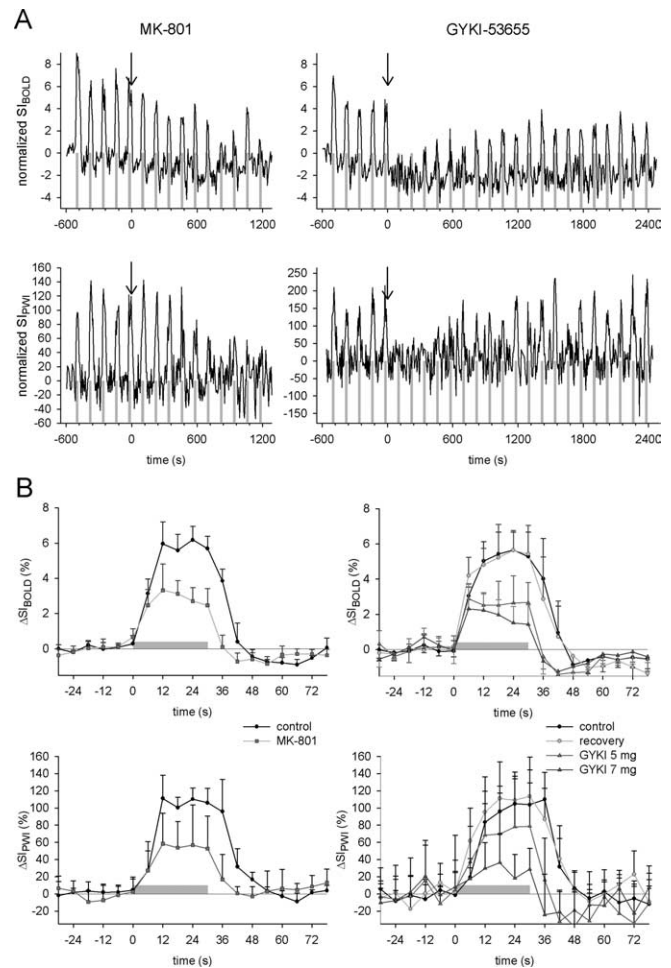 A
MK-801
GYKI-53655
normalized SI_BOLD
8
6
4
2
0
-2
-4
-600 0 600 1200
8
6
4
2
0
-2
-4
-600 0 600 1200 1800 2400
normalized SI_PWI
160
140
120
100
80
60
40
20
0
-20
-40
-60
-600 0 600 1200
time (s)
250
200
150
100
50
0
-50
-100
-150
-600 0 600 1200 1800 2400
time (s)
B
ΔSI_BOLD (%)
8
6
4
2
0
-24 -12 0 12 24 36 48 60 72
time (s)
control
MK-801
ΔSI_BOLD (%)
8
6
4
2
0
-24 -12 0 12 24 36 48 60 72
time (s)
control
recovery
GYKI 5 mg
GYKI 7 mg
ΔSI_PWI (%)
160
140
120
100
80
60
40
20
0
-20
-24 -12 0 12 24 36 48 60 72
time (s)
ΔSI_PWI (%)
160
140
120
100
80
60
40
20
0
-20
-24 -12 0 12 24 36 48 60 72
time (s)